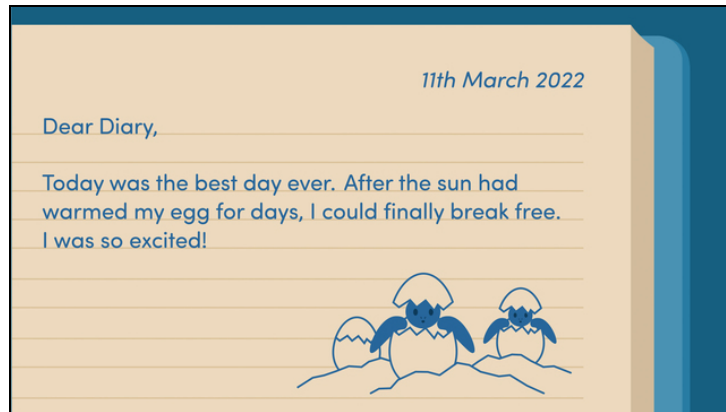 11th March 2022
Dear Diary,
Today was the best day ever. After the sun had
warmed my egg for days, I could finally break free.
I was so excited!